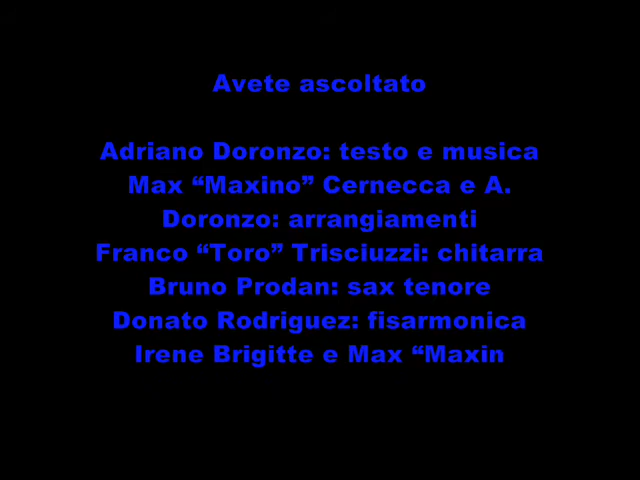 Avete ascoltato
Adriano Doronzo: testo e musica
Max “Maxino” Cernecca e A.
Doronzo: arrangiamenti
Franco “Toro” Trisciuzzi: chitarra
Bruno Prodan: sax tenore
Donato Rodriguez: fisarmonica
Irene Brigitte e Max “Maxin